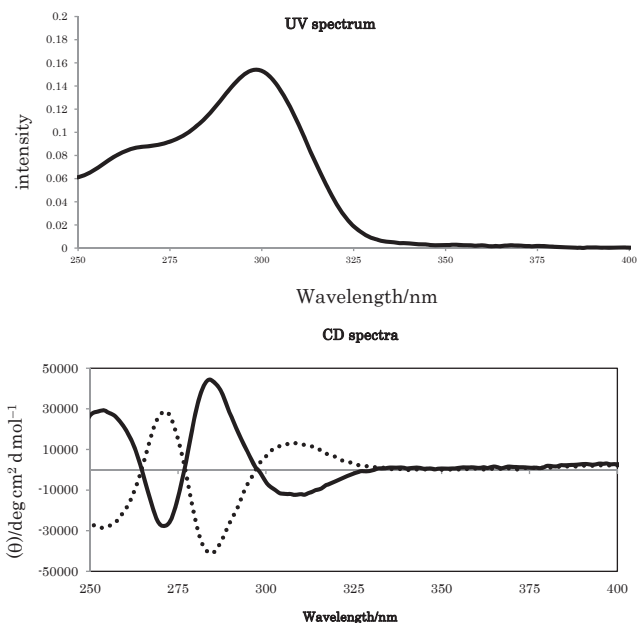 UV spectrum
0.2
0.18
0.16
0.14
0.12
0.1
0.08
0.06
0.04
0.02
0
intensity
250 275 300 325 350 375 400
Wavelength/nm
CD spectra
50000
30000
10000
-10000
-30000
-50000
(θ)/deg cm² d mol⁻¹
250 275 300 325 350 375 400
Wavelength/nm